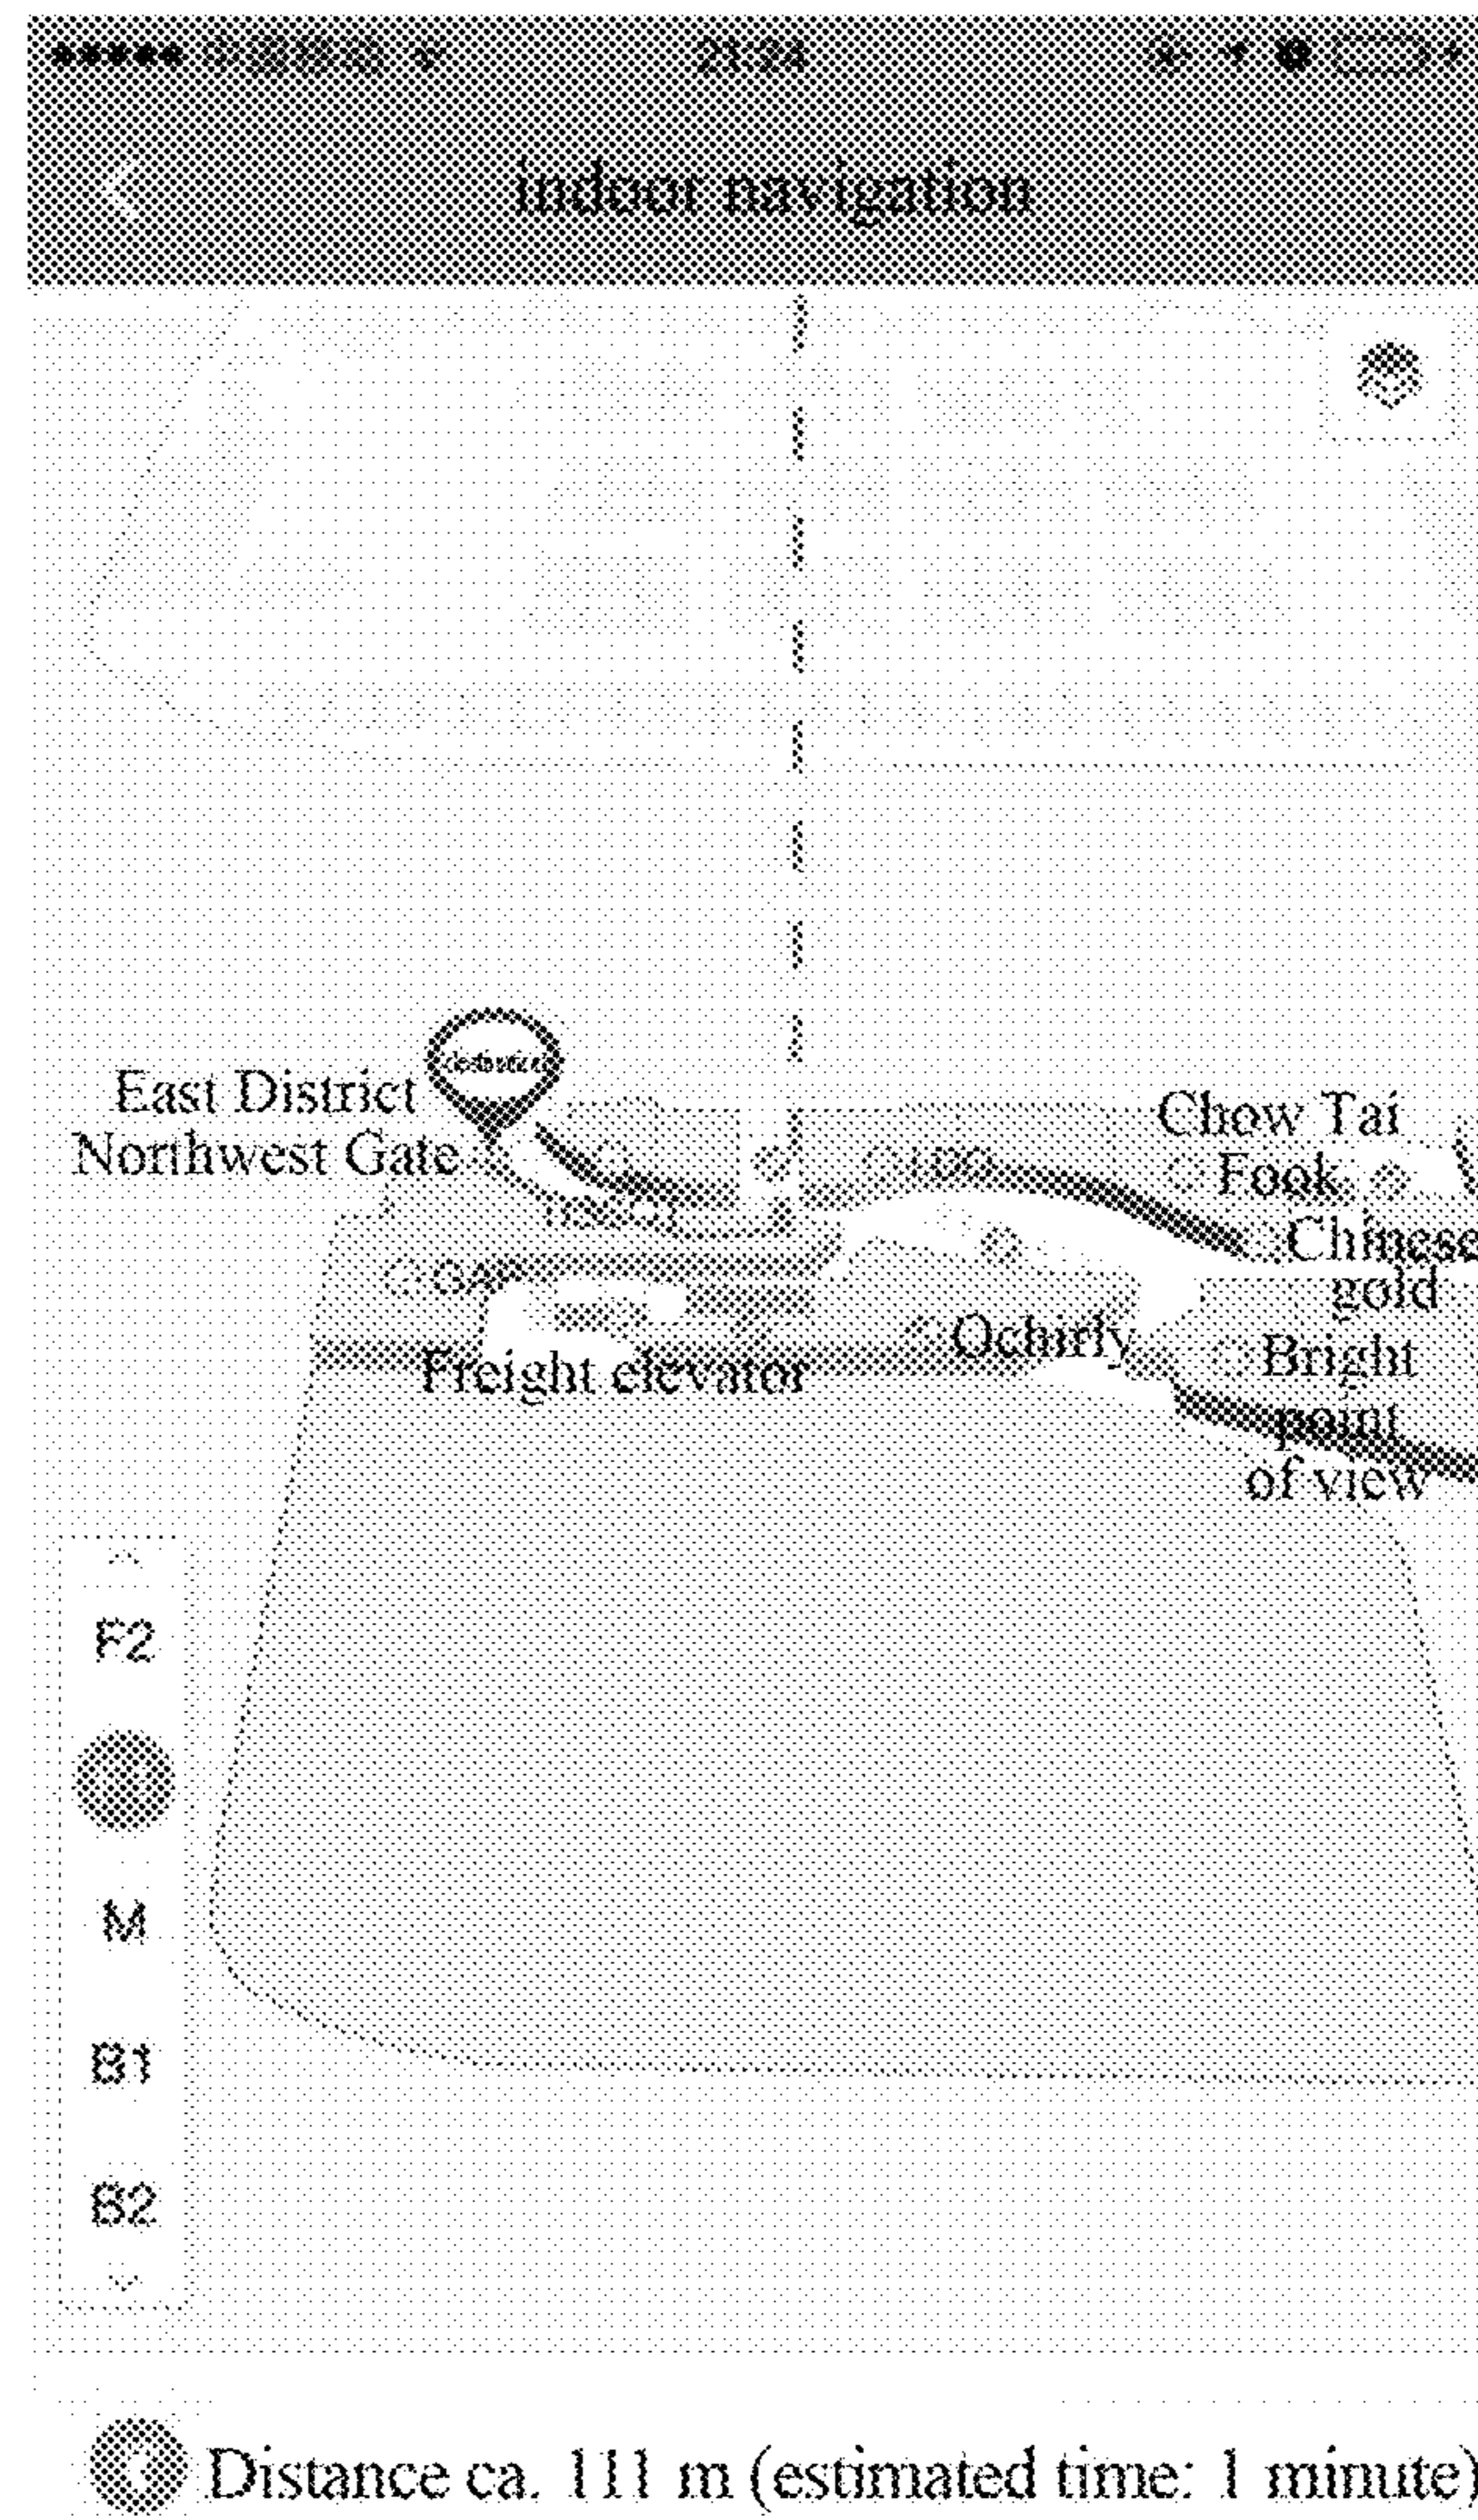 indoor navigation
East District
Northwest Gate
Chow Tai
Fook
Chinese
gold
GAP
Ochirly
Freight elevator
Bright
point
of view
F2
M
B1
B2
Distance ca. 111 m (estimated time: 1 minute)